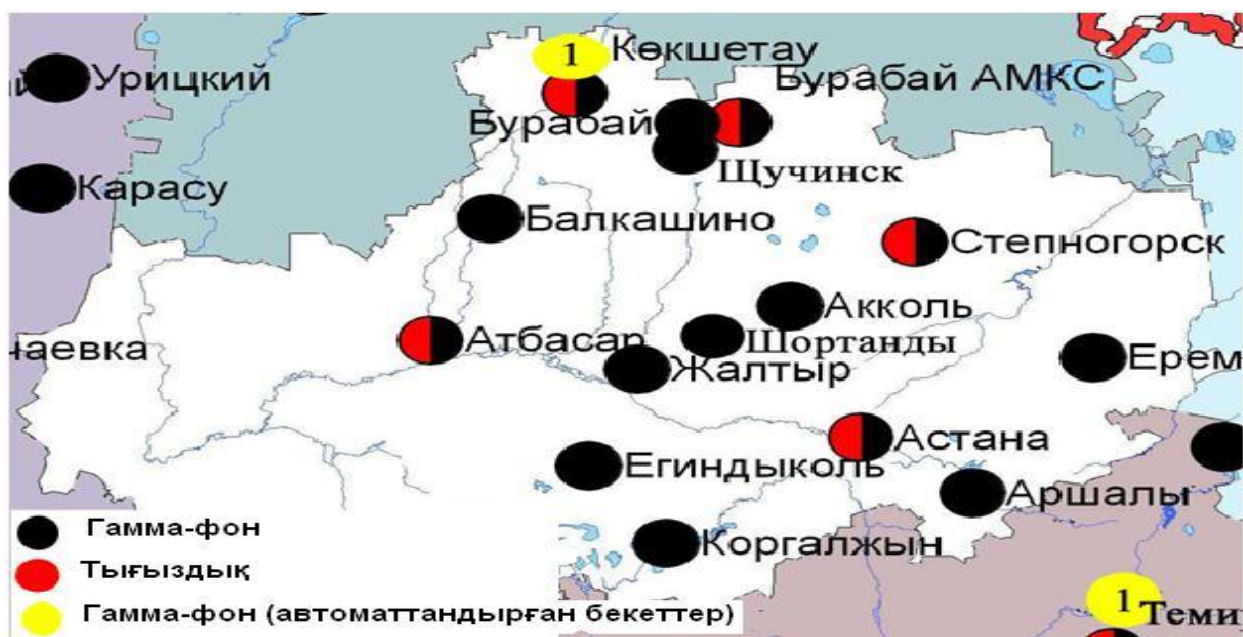 1
Көкшетау
Урицкий
Бурабай АМКС
Бурабай
Щучинск
Карасу
Балкашино
Степногорск
Акколь
Атбасар
Шортанды
чаевка
Жалтыр
Ерем
Астана
Егиндыколь
Аршалы
Коргалжын
Гамма-фон
Тығыздық
Гамма-фон (автоматтандырған бекеттер)
1
Теми